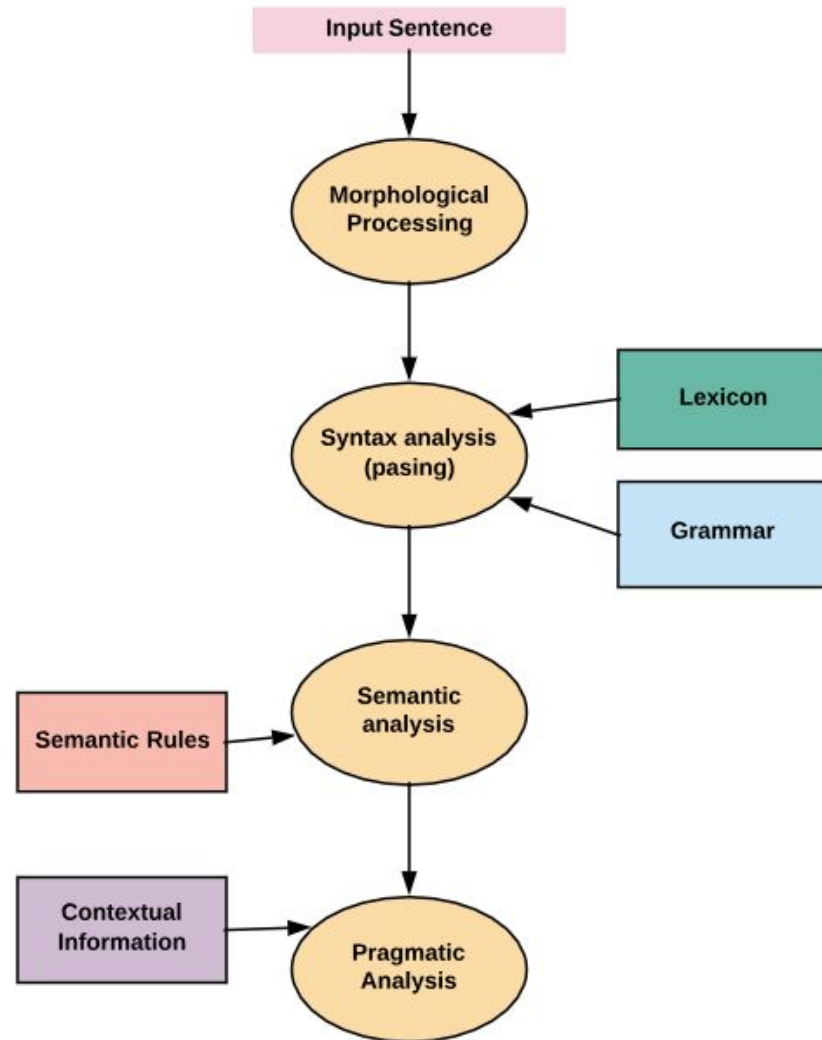 Input Sentence
Morphological
Processing
Lexicon
Syntax analysis
(pasing)
Grammar
Semantic
analysis
Semantic Rules
Contextual
Information
Pragmatic
Analysis